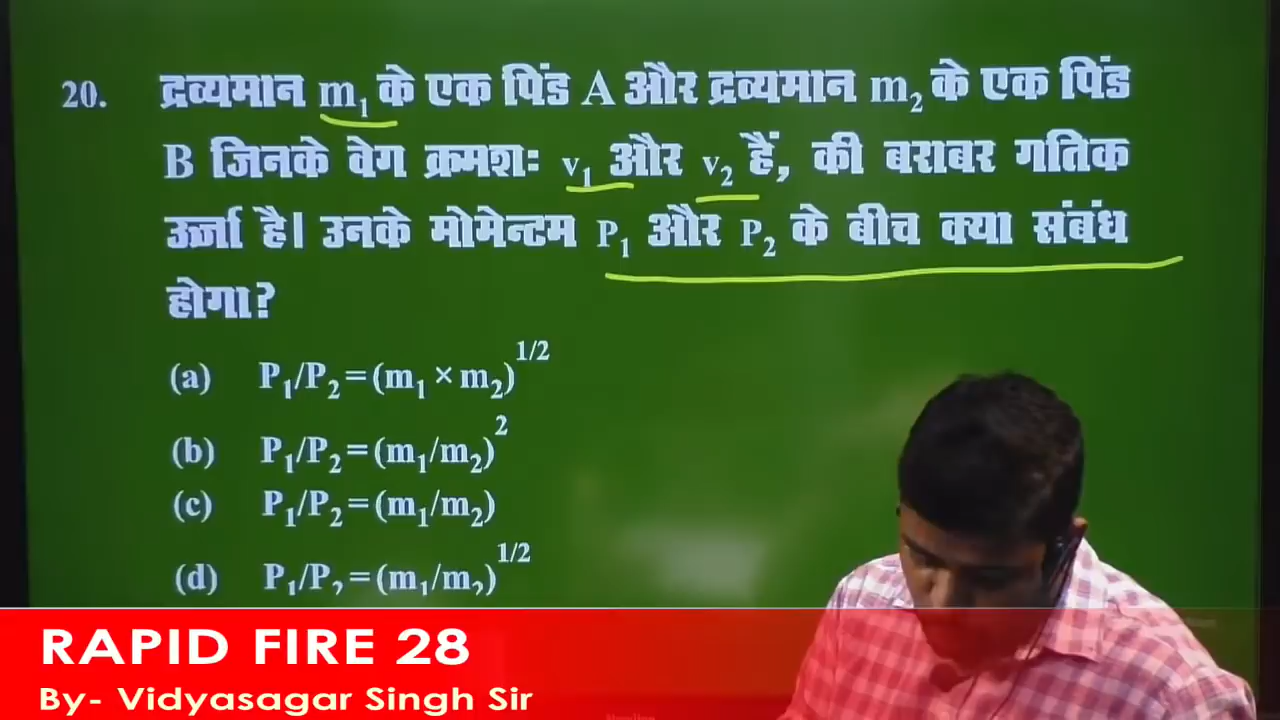 20. द्रव्यमान m₁ के एक पिंड A और द्रव्यमान m₂ के एक पिंड
B जिनके वेग क्रमशः v₁ और v₂ हैं, की बराबर गतिक
उर्जा है। उनके मोमेन्टम P₁ और P₂ के बीच क्या संबंध
होगा?
(a) P₁/P₂=(m₁×m₂)^1/2
(b) P₁/P₂=(m₁/m₂)^2
(c) P₁/P₂=(m₁/m₂)
(d) P₁/P₂=(m₁/m₂)^1/2
RAPID FIRE 28
By- Vidyasagar Singh Sir